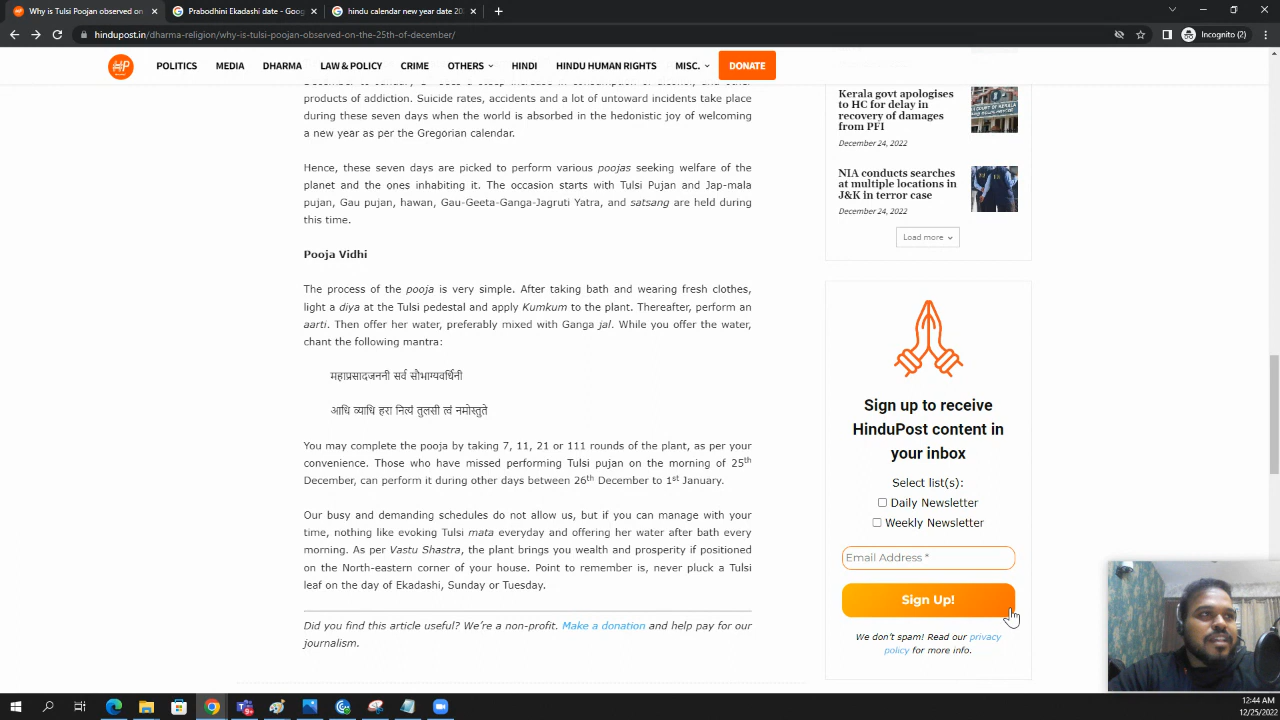 Why is Tulsi Poojan observed on
Prabodhini Ekadashi date - Goog
hindu calendar new year date 20
hindupost.in/dharma-religion/why-is-tulsi-poojan-observed-on-the-25th-of-december/
Incognito (2)
HP
POLITICS
MEDIA
DHARMA
LAW & POLICY
CRIME
OTHERS
HINDI
HINDU HUMAN RIGHTS
MISC.
DONATE
products of addiction. Suicide rates, accidents and a lot of untoward incidents take place
during these seven days when the world is absorbed in the hedonistic joy of welcoming
a new year as per the Gregorian calendar.
Hence, these seven days are picked to perform various poojas seeking welfare of the
planet and the ones inhabiting it. The occasion starts with Tulsi Pujan and Jap-mala
pujan, Gau pujan, hawan, Gau-Geeta-Ganga-Jagruti Yatra, and satsang are held during
this time.
Pooja Vidhi
The process of the pooja is very simple. After taking bath and wearing fresh clothes,
light a diya at the Tulsi pedestal and apply Kumkum to the plant. Thereafter, perform an
aarti. Then offer her water, preferably mixed with Ganga jal. While you offer the water,
chant the following mantra:
महाप्रसादजननी सर्व सौभाग्यवर्धिनी
आधि व्याधि हरा नित्यं तुलसी त्वं नमोस्तुते
You may complete the pooja by taking 7, 11, 21 or 111 rounds of the plant, as per your
convenience. Those who have missed performing Tulsi pujan on the morning of 25th
December, can perform it during other days between 26th December to 1st January.
Our busy and demanding schedules do not allow us, but if you can manage with your
time, nothing like evoking Tulsi mata everyday and offering her water after bath every
morning. As per Vastu Shastra, the plant brings you wealth and prosperity if positioned
on the North-eastern corner of your house. Point to remember is, never pluck a Tulsi
leaf on the day of Ekadashi, Sunday or Tuesday.
Did you find this article useful? We're a non-profit. Make a donation and help pay for our
journalism.
Kerala govt apologises
to HC for delay in
recovery of damages
from PFI
December 24, 2022
NIA conducts searches
at multiple locations in
J&K in terror case
December 24, 2022
Load more
Sign up to receive
HinduPost content in
your inbox
Select list(s):
Daily Newsletter
Weekly Newsletter
Email Address *
Sign Up!
We don't spam! Read our privacy
policy for more info.
12:44 AM
12/25/2022